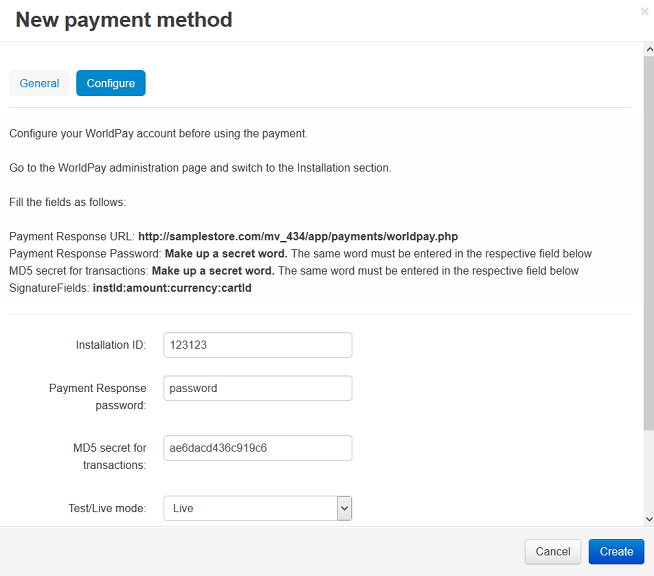 New payment method
General
Configure
Configure your WorldPay account before using the payment.
Go to the WorldPay administration page and switch to the Installation section.
Fill the fields as follows:
Payment Response URL: http://samplestore.com/mv_434/app/payments/worldpay.php
Payment Response Password: Make up a secret word. The same word must be entered in the respective field below
MD5 secret for transactions: Make up a secret word. The same word must be entered in the respective field below
SignatureFields: instId:amount:currency:cartId
Installation ID: 123123
Payment Response
password: password
MD5 secret for
transactions: ae6dacd436c919c6
Test/Live mode: Live
Cancel
Create